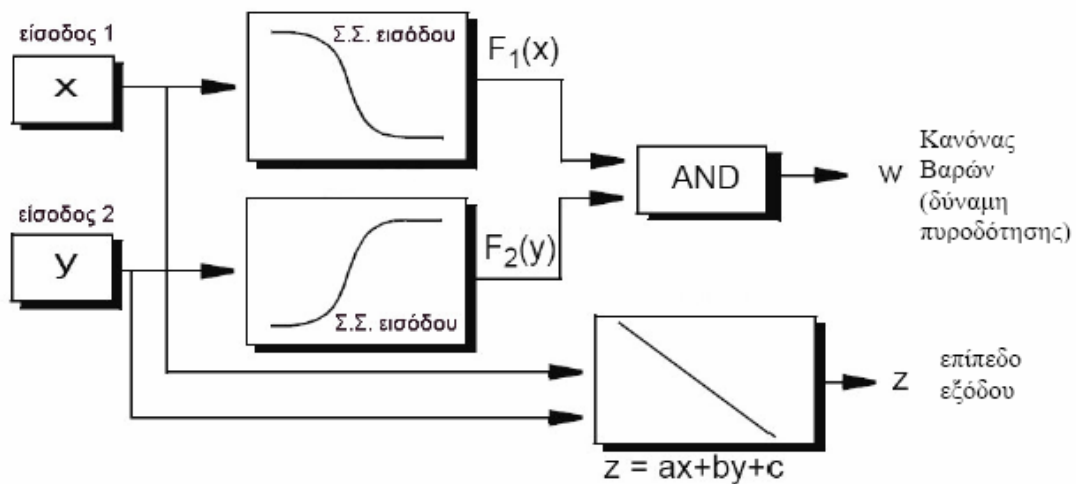 είσοδος 1
x
Σ.Σ. εισόδου
F₁(x)
AND
w
Κανόνας
Βαρών
(δύναμη
πυροδότησης)
είσοδος 2
y
F₂(y)
Σ.Σ. εισόδου
z
επίπεδο
εξόδου
z = ax+by+c